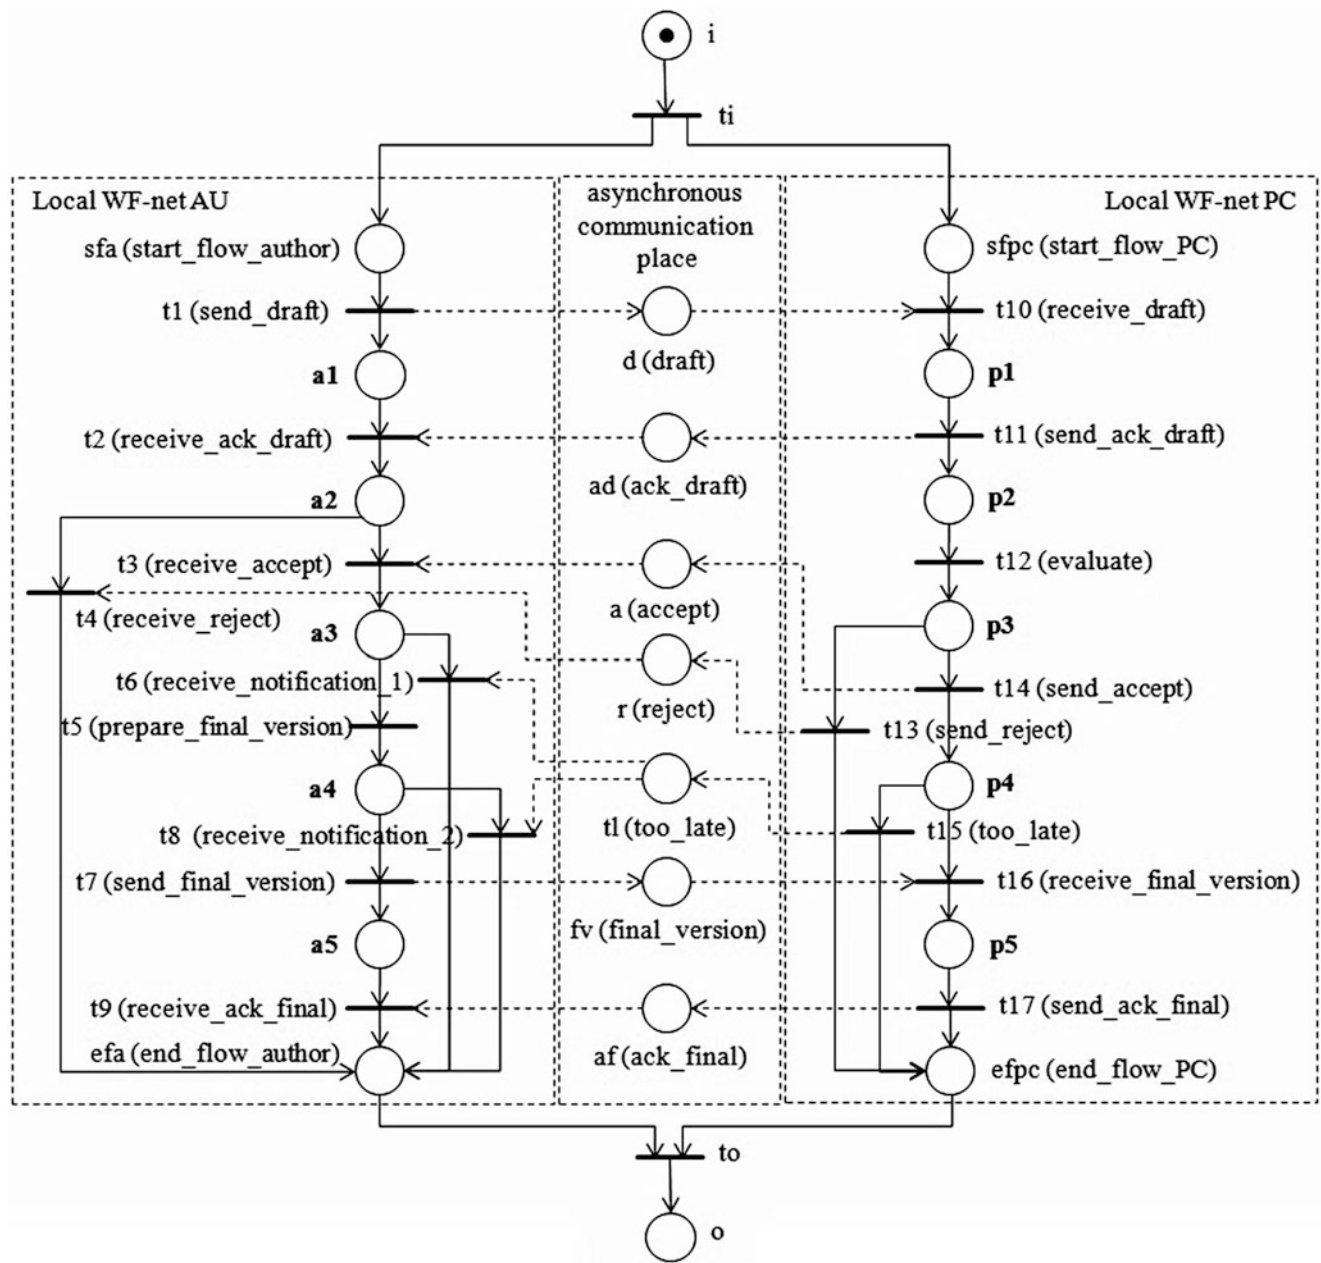 i
ti
Local WF-net AU
asynchronous
communication
place
Local WF-net PC
sfa (start_flow_author)
sfpc (start_flow_PC)
t1 (send_draft)
t10 (receive_draft)
d (draft)
a1
p1
t2 (receive_ack_draft)
t11 (send_ack_draft)
ad (ack_draft)
a2
p2
t3 (receive_accept)
t12 (evaluate)
a (accept)
t4 (receive_reject)
a3
p3
t6 (receive_notification_1)
t14 (send_accept)
r (reject)
t5 (prepare_final_version)
t13 (send_reject)
a4
p4
t8 (receive_notification_2)
tl (too_late)
t15 (too_late)
t7 (send_final_version)
t16 (receive_final_version)
fv (final_version)
a5
p5
t9 (receive_ack_final)
t17 (send_ack_final)
efa (end_flow_author)
af (ack_final)
efpc (end_flow_PC)
to
o